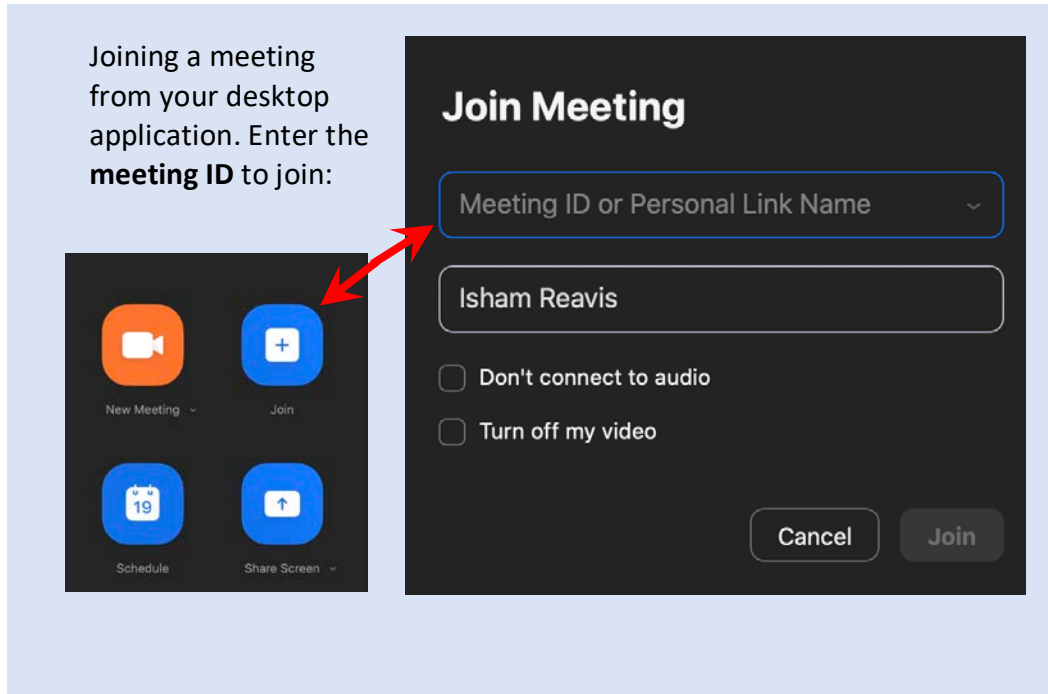 Joining a meeting
from your desktop
application. Enter the
meeting ID to join:
New Meeting
Join
19
Schedule
Share Screen
Join Meeting
Meeting ID or Personal Link Name
Isham Reavis
Don't connect to audio
Turn off my video
Cancel
Join